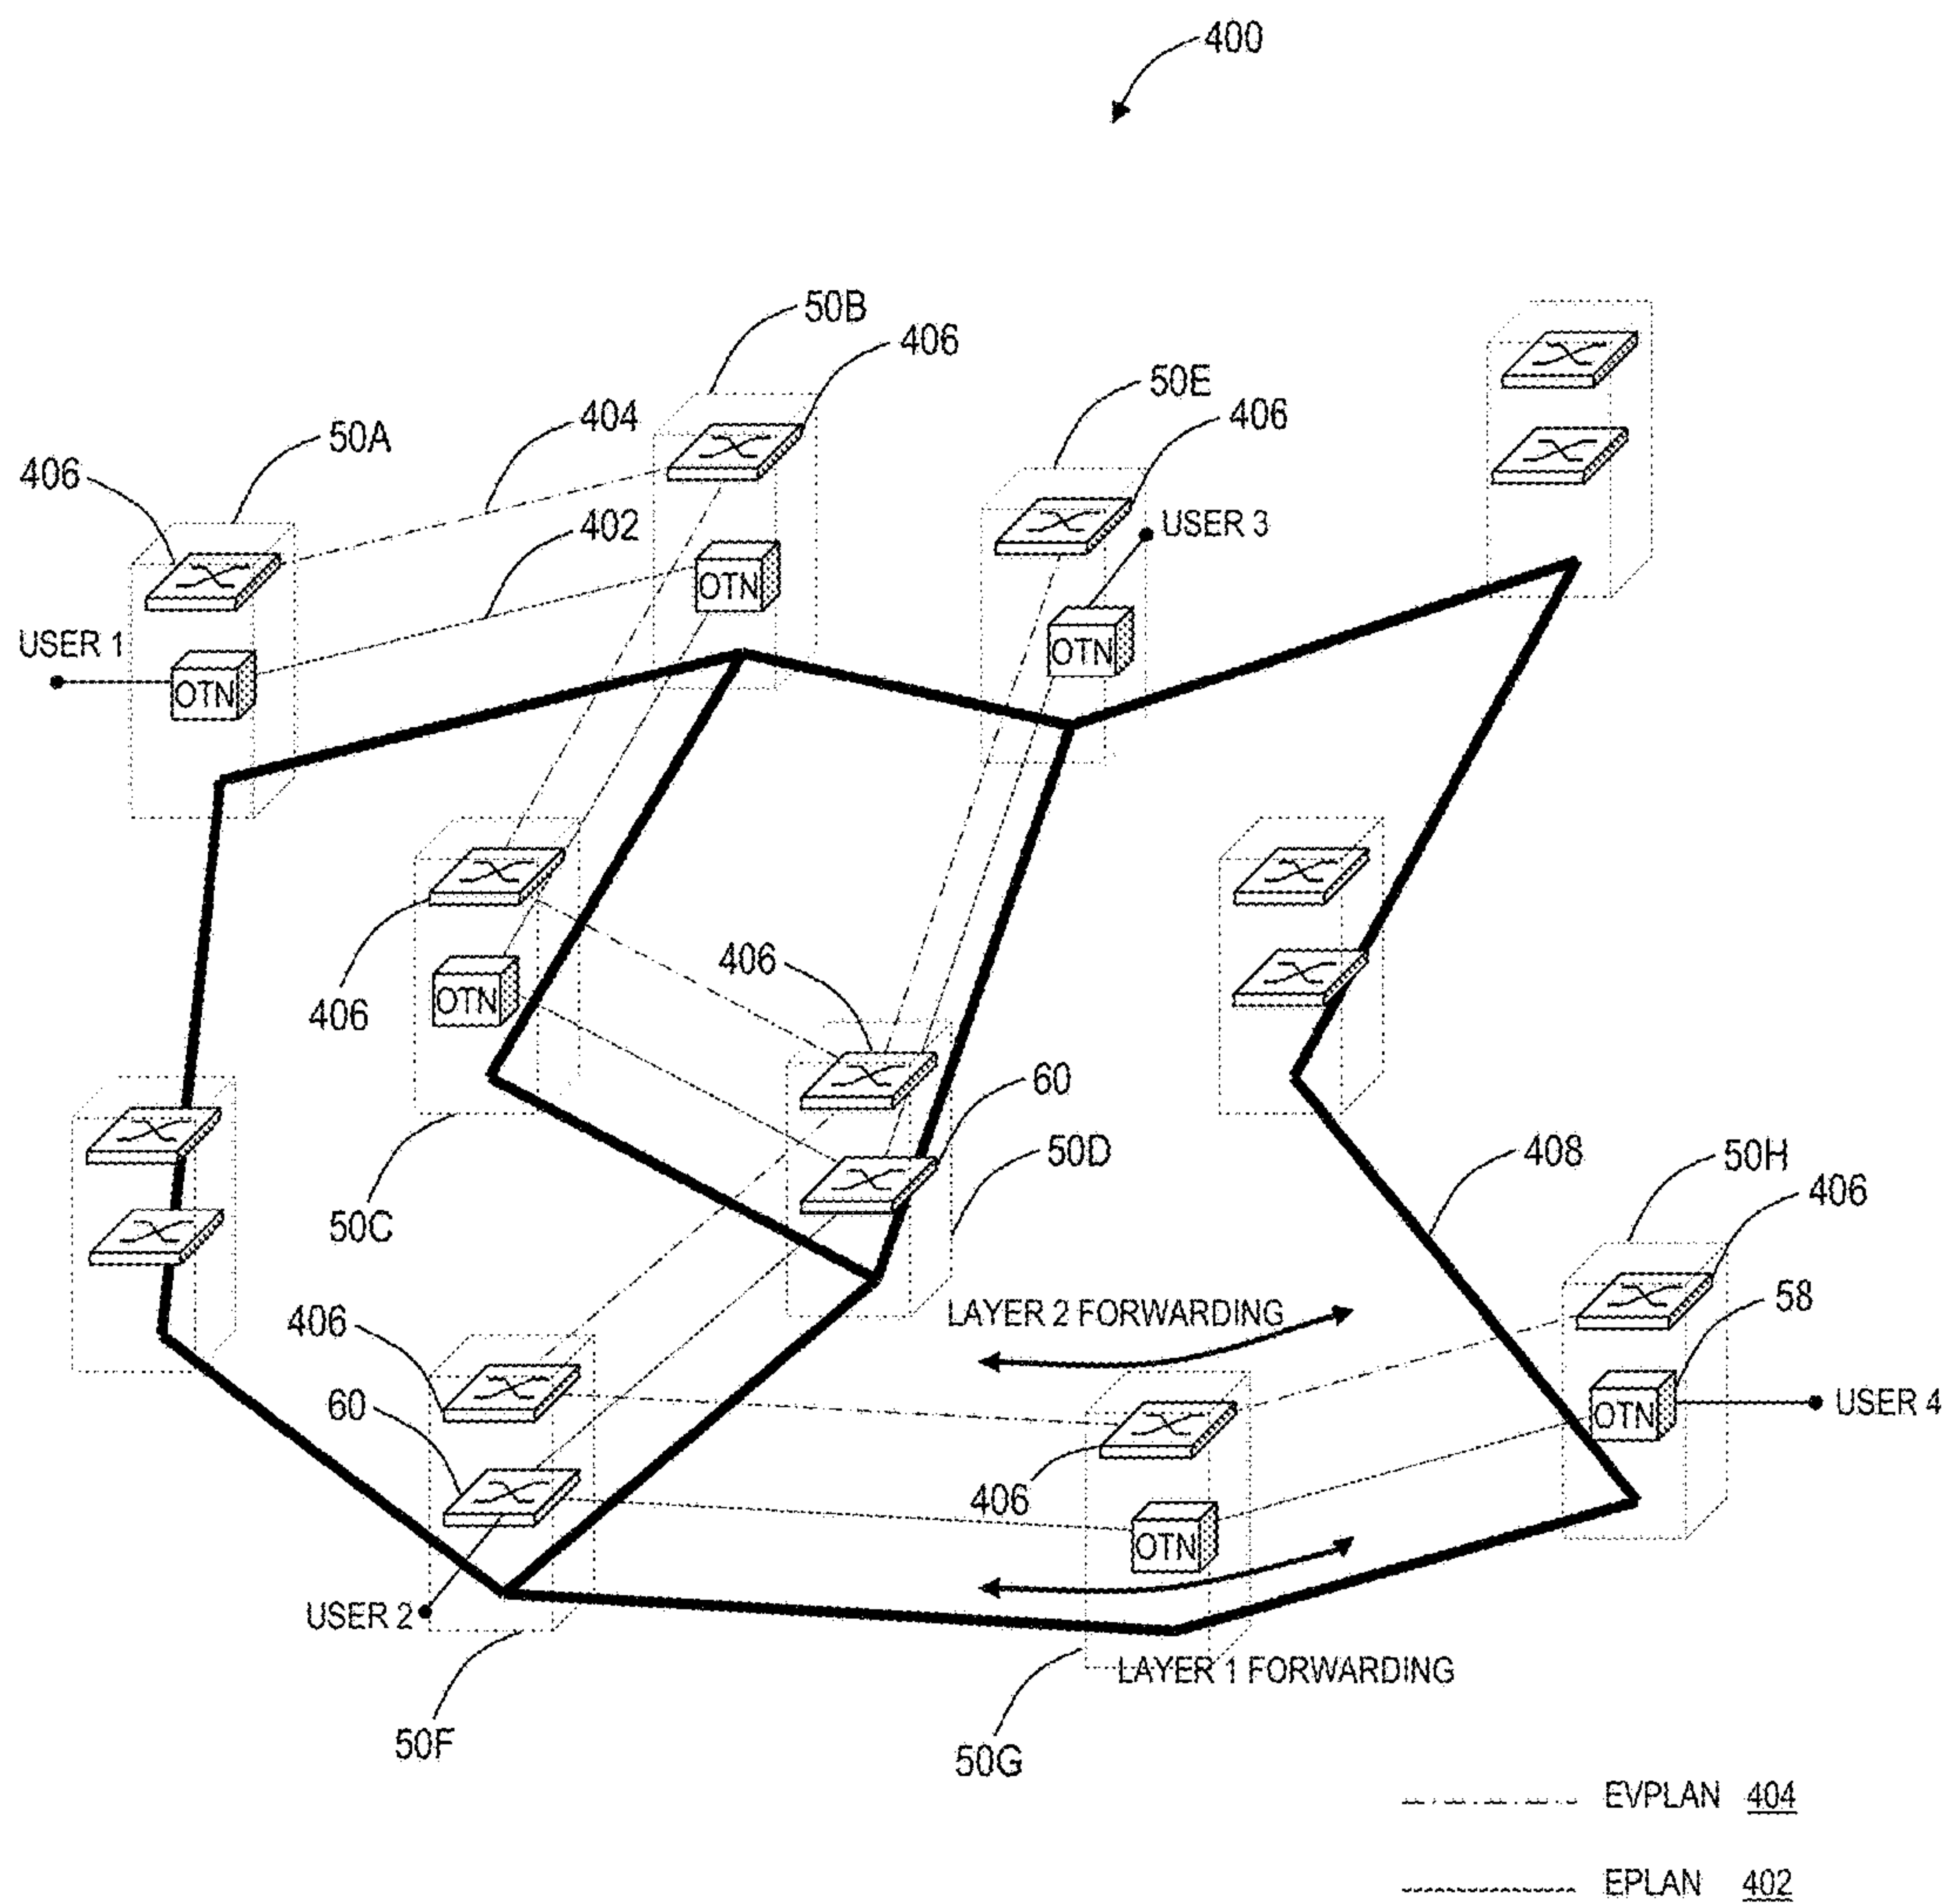 400
50B
406
50E
406
404
50A
406
402
USER 3
OTN
USER 1
OTN
OTN
406
406
OTN
60
50D
408
50H
406
50C
58
LAYER 2 FORWARDING
406
60
OTN
USER 4
406
OTN
USER 2
LAYER 1 FORWARDING
50F
50G
EVPLAN 404
EPLAN 402